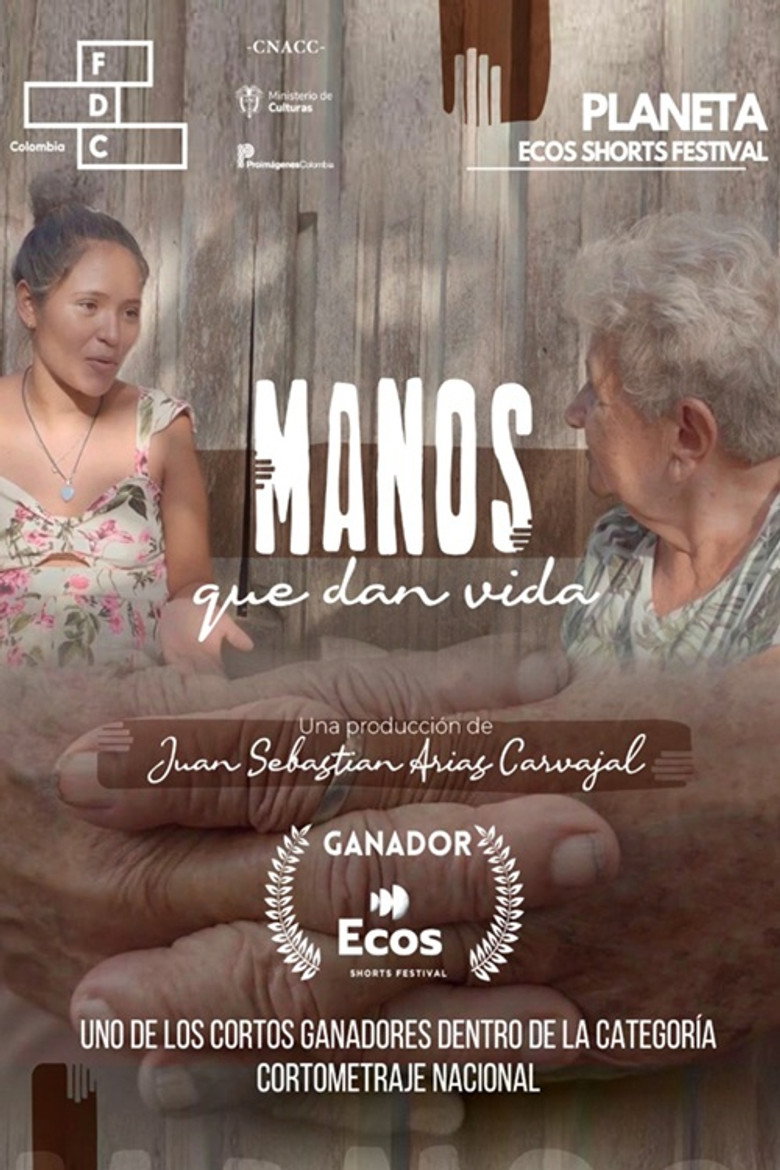 F
D
C
Colombia
-CNACC-
Ministerio de
Culturas
ProimágenesColombia
PLANETA
ECOS SHORTS FESTIVAL
MANOS
que dan vida
Una producción de
Juan Sebastian Arias Carvajal
GANADOR
Ecos
SHORTS FESTIVAL
UNO DE LOS CORTOS GANADORES DENTRO DE LA CATEGORÍA
CORTOMETRAJE NACIONAL